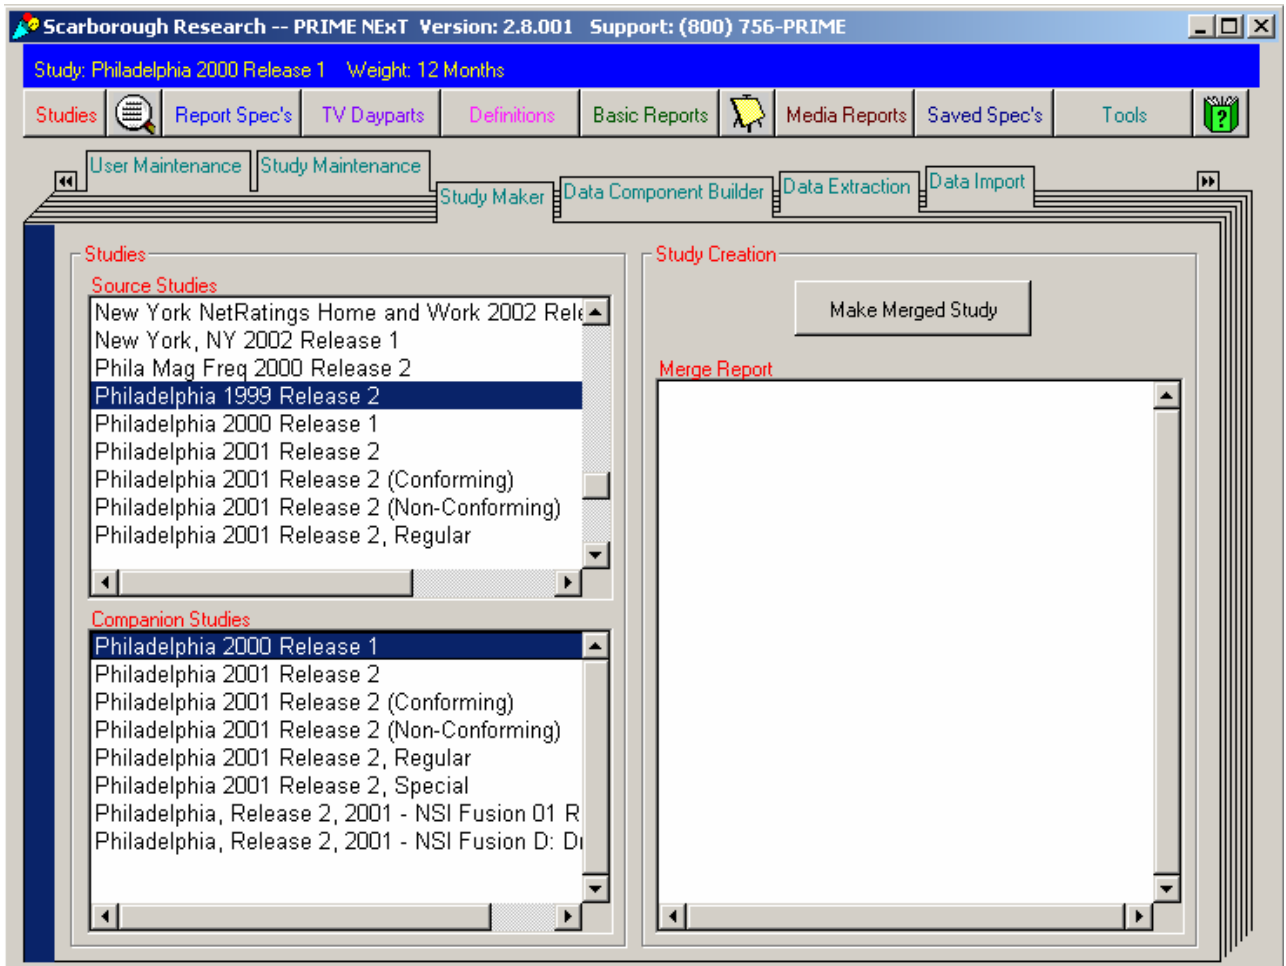 Scarborough Research -- PRIME NExT Version: 2.8.001 Support: (800) 756-PRIME
Study: Philadelphia 2000 Release 1 Weight: 12 Months
Studies Report Spec's TV Dayparts Definitions Basic Reports Media Reports Saved Spec's Tools
User Maintenance Study Maintenance Study Maker Data Component Builder Data Extraction Data Import
Studies
Source Studies
New York NetRatings Home and Work 2002 Rele
New York, NY 2002 Release 1
Phila Mag Freq 2000 Release 2
Philadelphia 1999 Release 2
Philadelphia 2000 Release 1
Philadelphia 2001 Release 2
Philadelphia 2001 Release 2 (Conforming)
Philadelphia 2001 Release 2 (Non-Conforming)
Philadelphia 2001 Release 2, Regular
Companion Studies
Philadelphia 2000 Release 1
Philadelphia 2001 Release 2
Philadelphia 2001 Release 2 (Conforming)
Philadelphia 2001 Release 2 (Non-Conforming)
Philadelphia 2001 Release 2, Regular
Philadelphia 2001 Release 2, Special
Philadelphia, Release 2, 2001 - NSI Fusion 01 R
Philadelphia, Release 2, 2001 - NSI Fusion D: Du
Study Creation
Make Merged Study
Merge Report